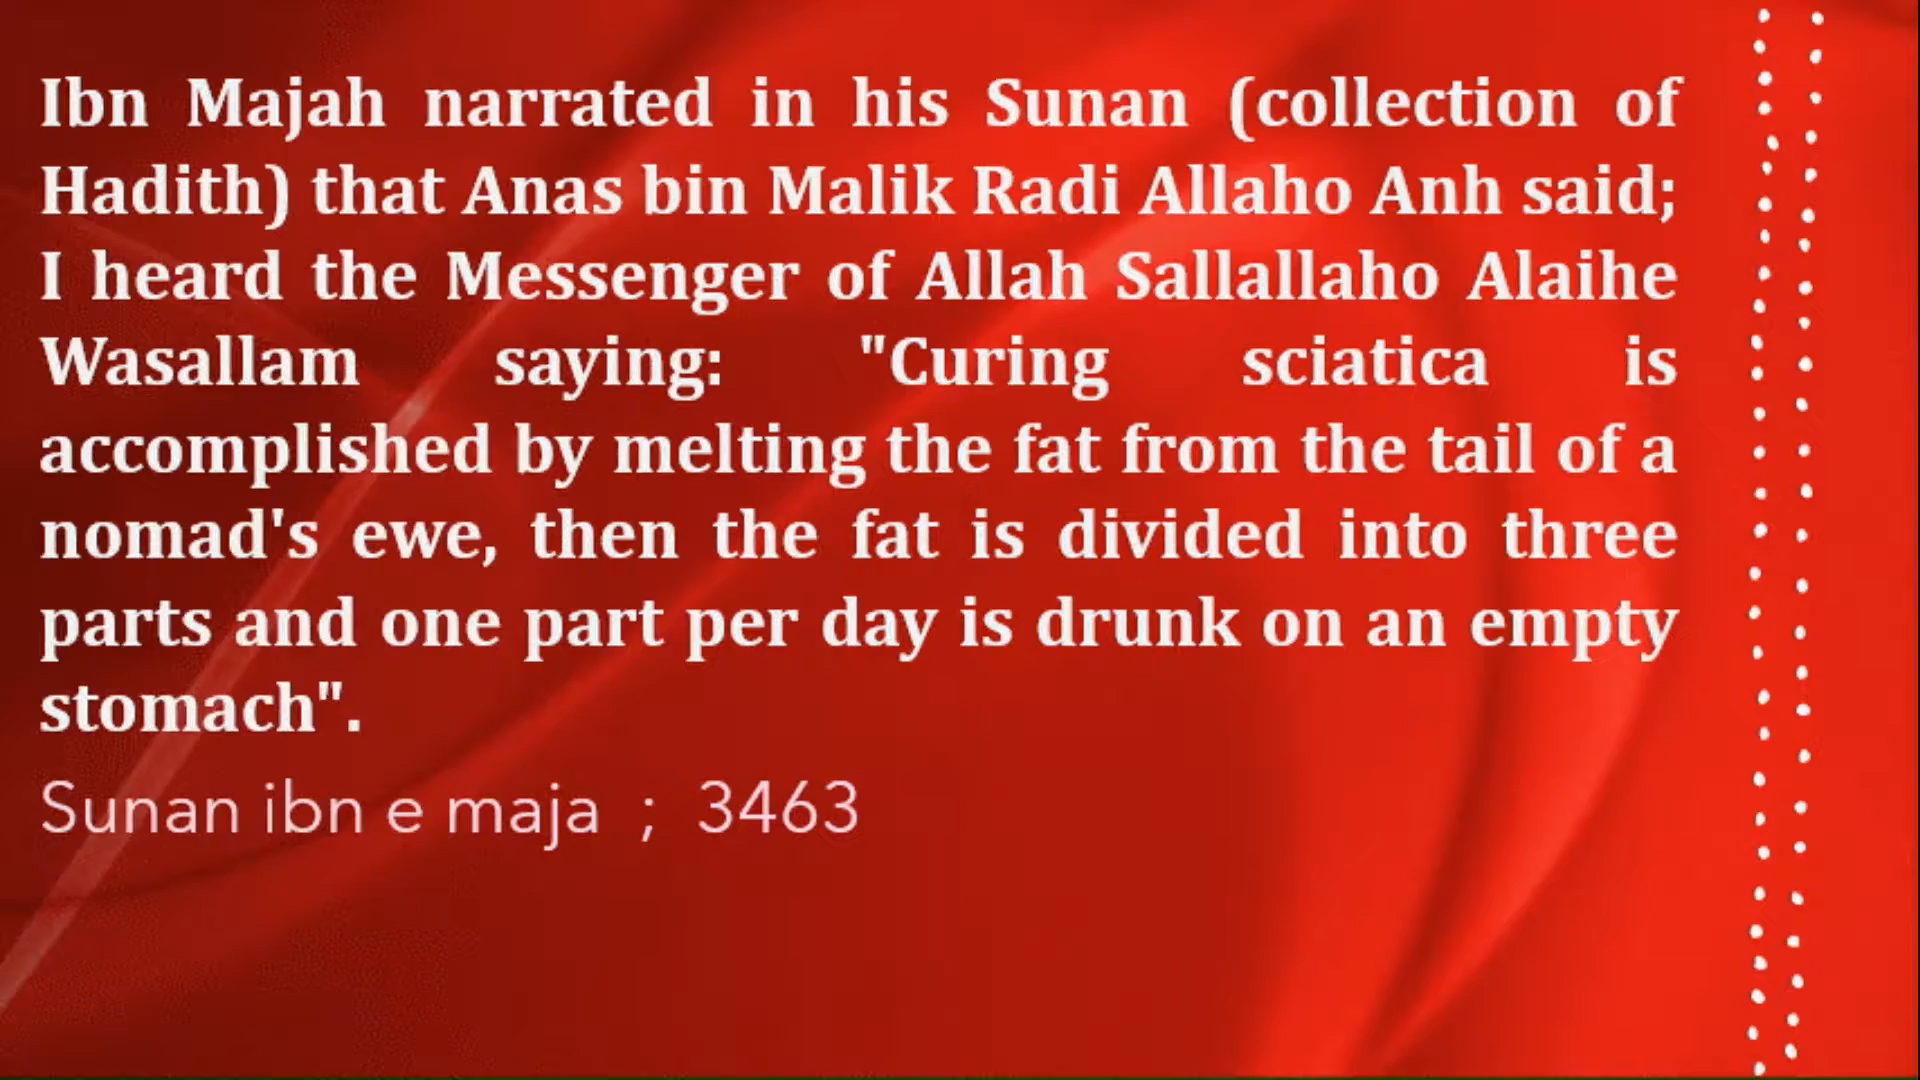 Ibn Majah narrated in his Sunan (collection of
Hadith) that Anas bin Malik Radi Allaho Anh said;
I heard the Messenger of Allah Sallallaho Alaihe
Wasallam saying: "Curing sciatica is
accomplished by melting the fat from the tail of a
nomad's ewe, then the fat is divided into three
parts and one part per day is drunk on an empty
stomach".
Sunan ibn e maja ; 3463